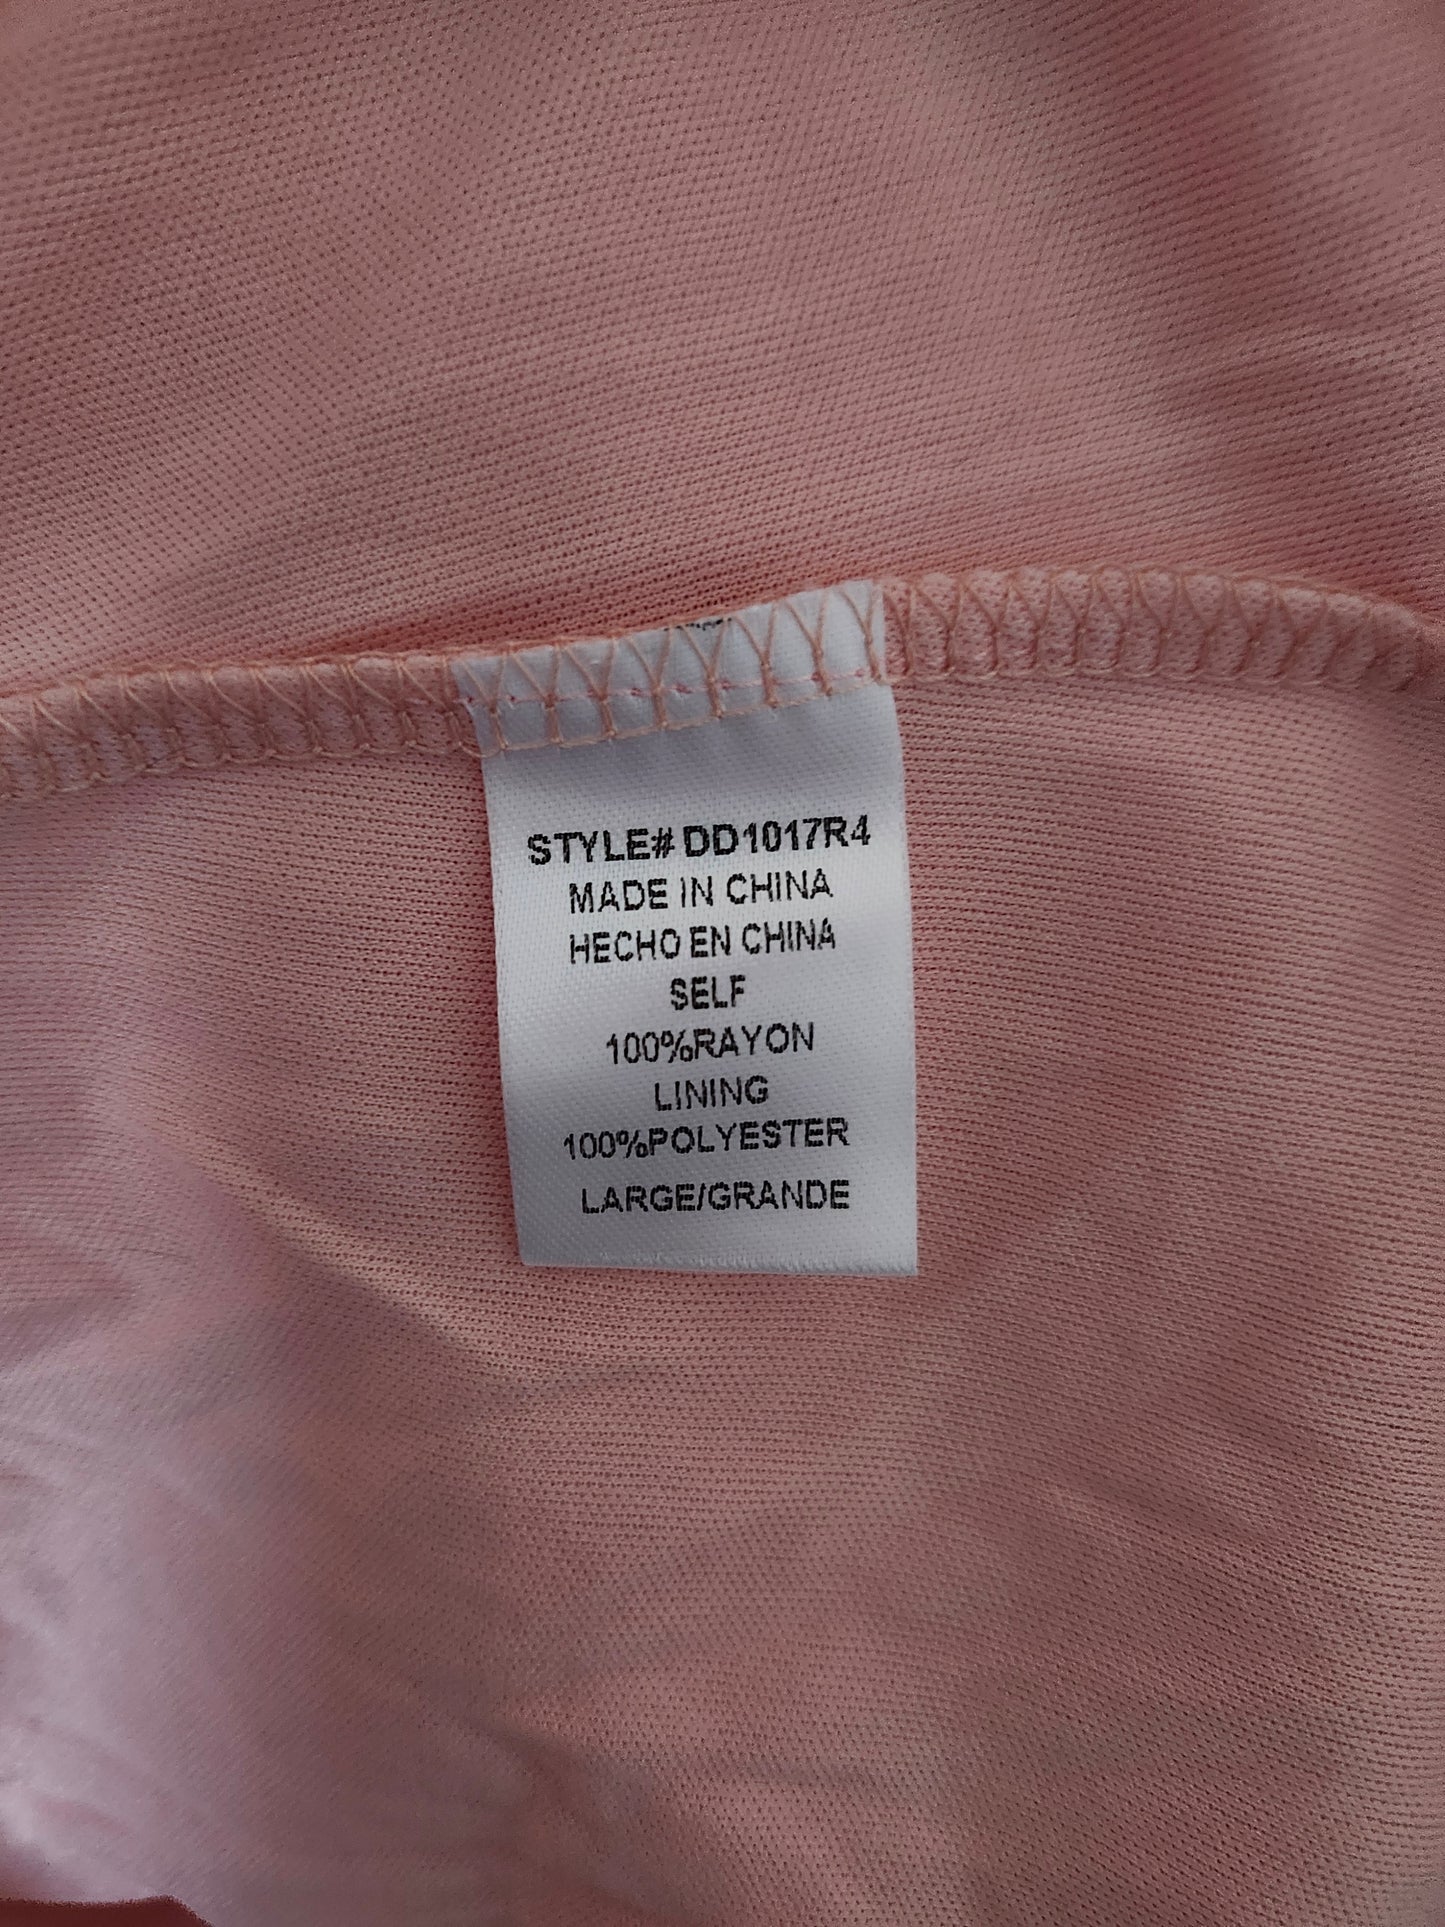 STYLE# DD1017R4
MADE IN CHINA
HECHO EN CHINA
SELF
100%RAYON
LINING
100%POLYESTER
LARGE/GRANDE